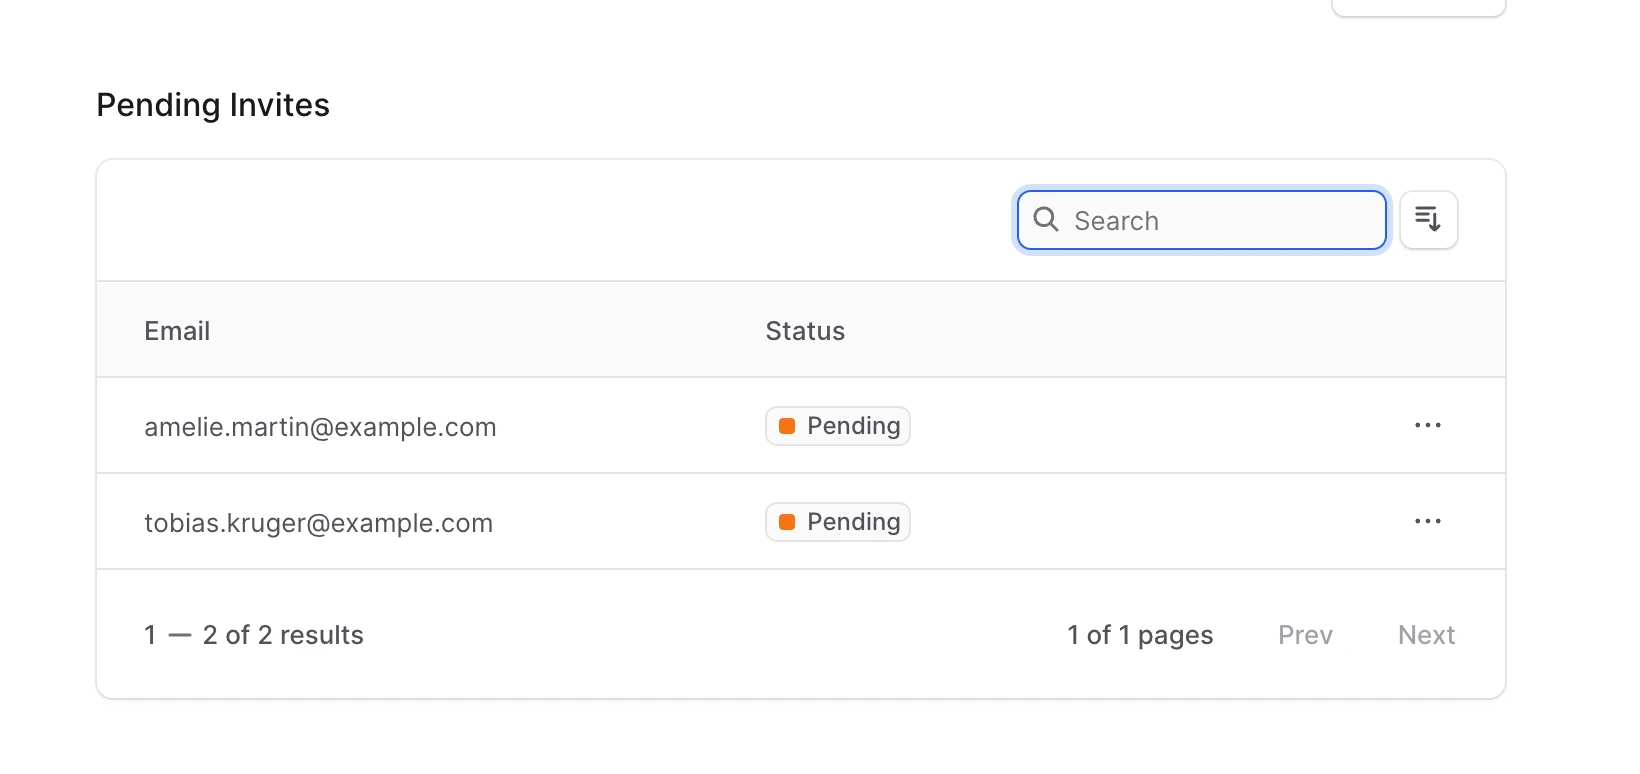 Pending Invites
Search
Email Status
amelie.martin@example.com Pending
tobias.kruger@example.com Pending
1 — 2 of 2 results 1 of 1 pages Prev Next